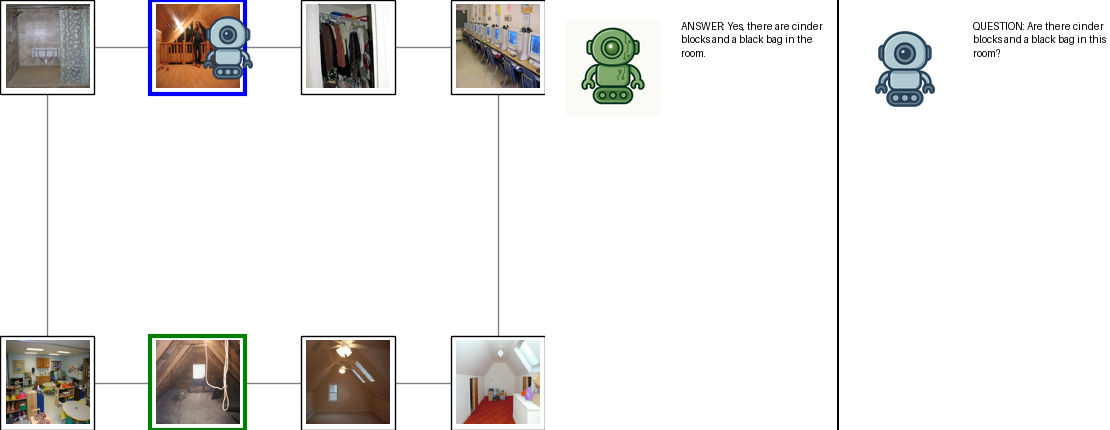 ANSWER: Yes, there are cinder
blocks and a black bag in the
room.
QUESTION: Are there cinder
blocks and a black bag in this
room?